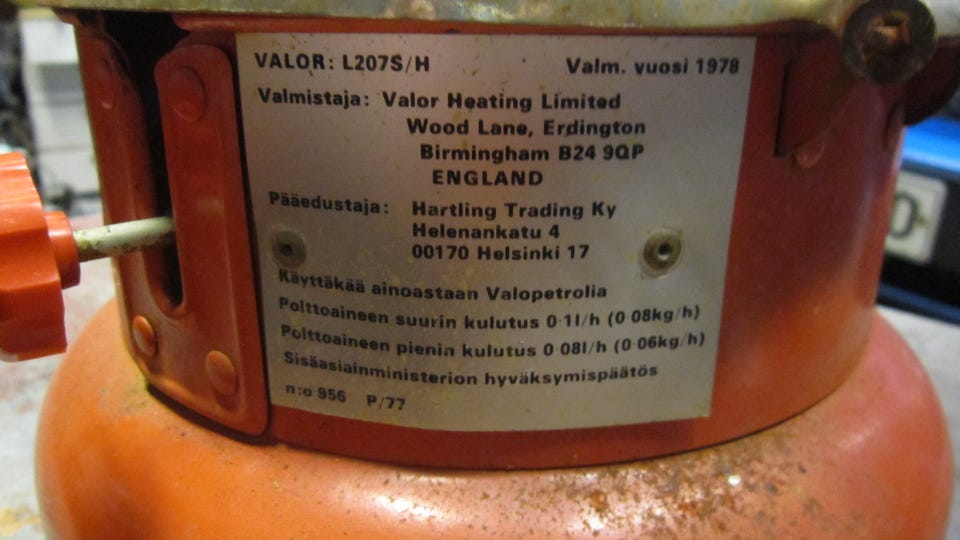 VALOR: L207S/H Valm. vuosi 1978
Valmistaja: Valor Heating Limited
Wood Lane, Erdington
Birmingham B24 9QP
ENGLAND
Pääedustaja: Hartling Trading Ky
Helenankatu 4
00170 Helsinki 17
Käyttäkää ainoastaan Valopetrolia
Polttoaineen suurin kulutus 0·1l/h (0·08kg/h)
Polttoaineen pienin kulutus 0·08l/h (0·06kg/h)
Sisäasiainministerion hyväksymispäätös
n:o 956 P/77
0